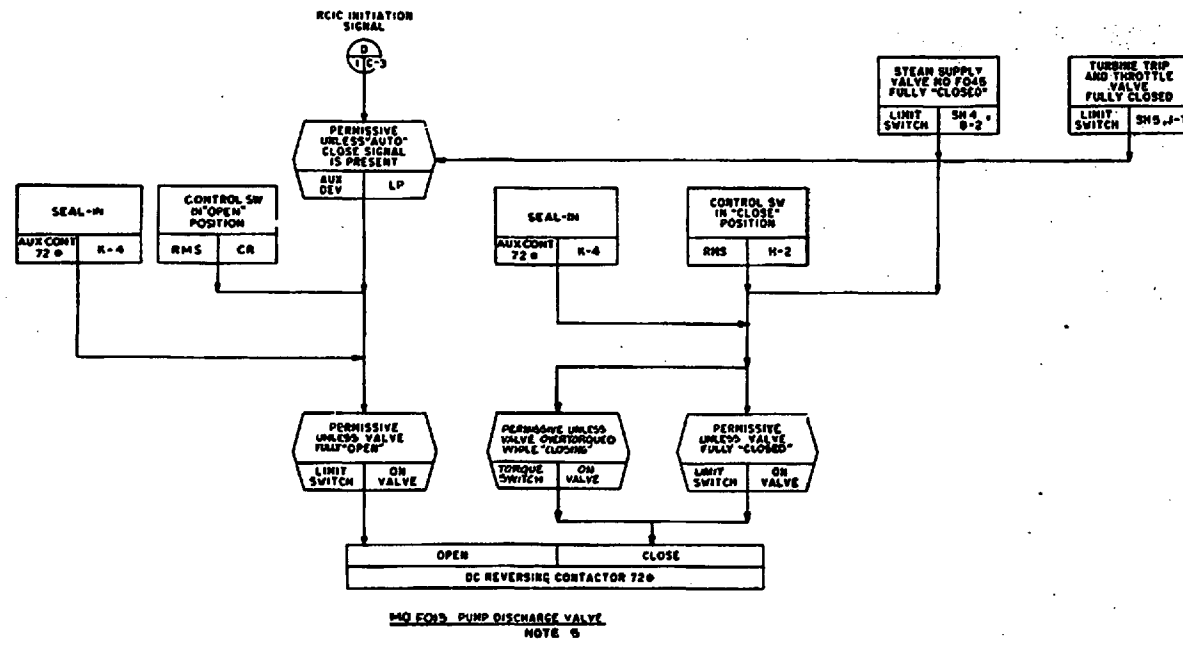 RCIC INITIATION
SIGNAL
D
1 C-3
STEAM SUPPLY
VALVE MO F045
FULLY "CLOSED"
LIMIT
SWITCH
SH 4,
B-2
TURBINE TRIP
AND THROTTLE
VALVE
FULLY CLOSED
LIMIT
SWITCH
SH 5,
PERMISSIVE
UNLESS "AUTO"
CLOSE SIGNAL
IS PRESENT
AUX
DEV
LP
SEAL-IN
AUX CONT
72
K-4
CONTROL SW
IN "OPEN"
POSITION
RMS
CR
SEAL-IN
AUX CONT
72
K-4
CONTROL SW
IN "CLOSE"
POSITION
RMS
H-2
PERMISSIVE
UNLESS VALVE
FULLY "OPEN"
LIMIT
SWITCH
ON
VALVE
PERMISSIVE UNLESS
VALVE OVERTORQUED
WHILE "CLOSING"
TORQUE
SWITCH
ON
VALVE
PERMISSIVE
UNLESS VALVE
FULLY "CLOSED"
LIMIT
SWITCH
ON
VALVE
OPEN
CLOSE
DC REVERSING CONTACTOR 72
MO F013 PUMP DISCHARGE VALVE
NOTE